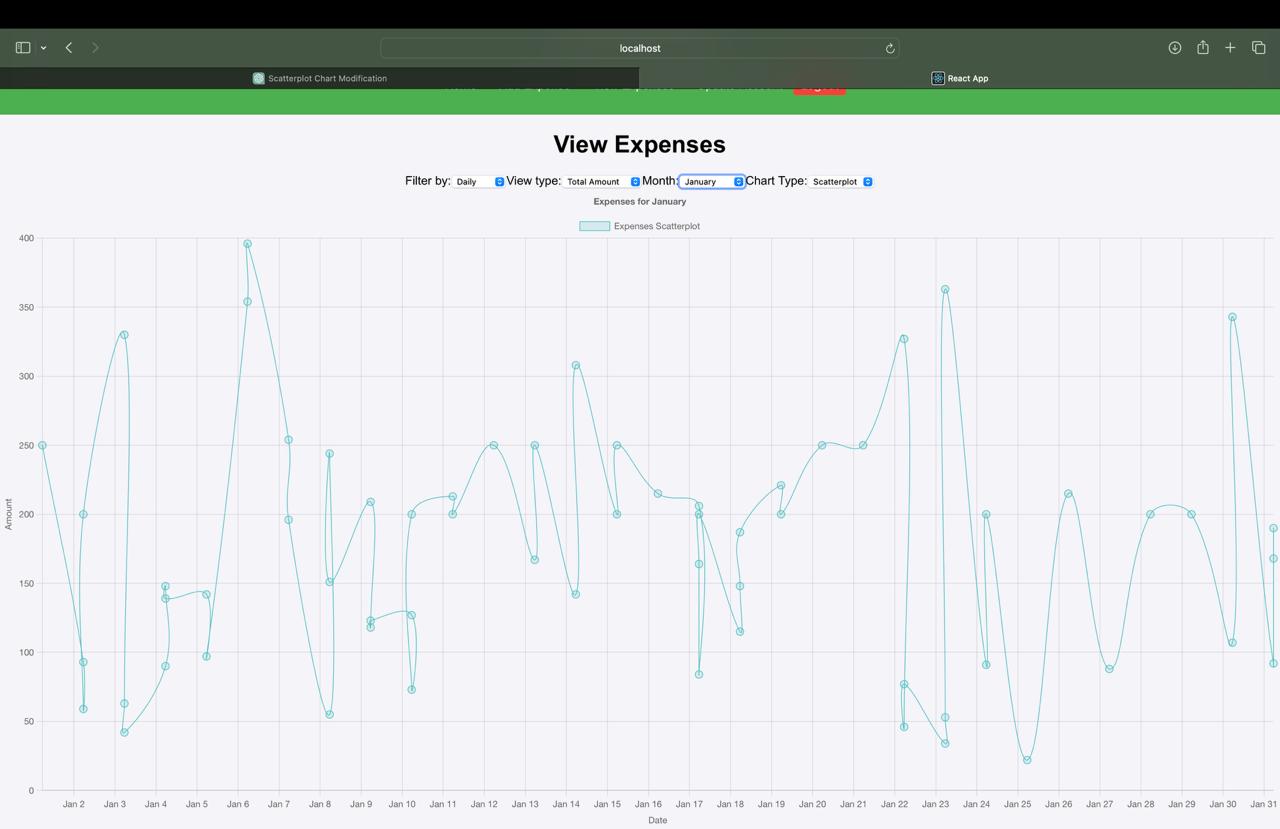 localhost
Scatterplot Chart Modification
React App
View Expenses
Filter by: Daily View type: Total Amount Month: January Chart Type: Scatterplot
Expenses for January
Expenses Scatterplot
400
350
300
250
200
150
100
50
0
Amount
Jan 2 Jan 3 Jan 4 Jan 5 Jan 6 Jan 7 Jan 8 Jan 9 Jan 10 Jan 11 Jan 12 Jan 13 Jan 14 Jan 15 Jan 16 Jan 17 Jan 18 Jan 19 Jan 20 Jan 21 Jan 22 Jan 23 Jan 24 Jan 25 Jan 26 Jan 27 Jan 28 Jan 29 Jan 30 Jan 31
Date